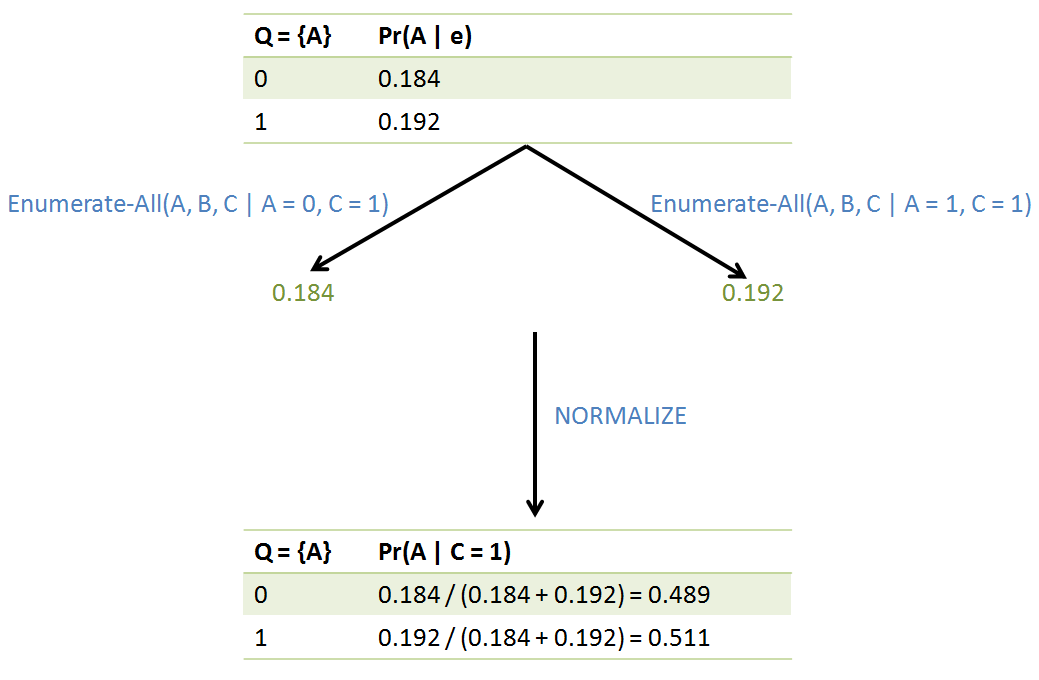 Q = {A} Pr(A | e)
0 0.184
1 0.192
Enumerate-All(A, B, C | A = 0, C = 1) Enumerate-All(A, B, C | A = 1, C = 1)
0.184 0.192
NORMALIZE
Q = {A} Pr(A | C = 1)
0 0.184 / (0.184 + 0.192) = 0.489
1 0.192 / (0.184 + 0.192) = 0.511